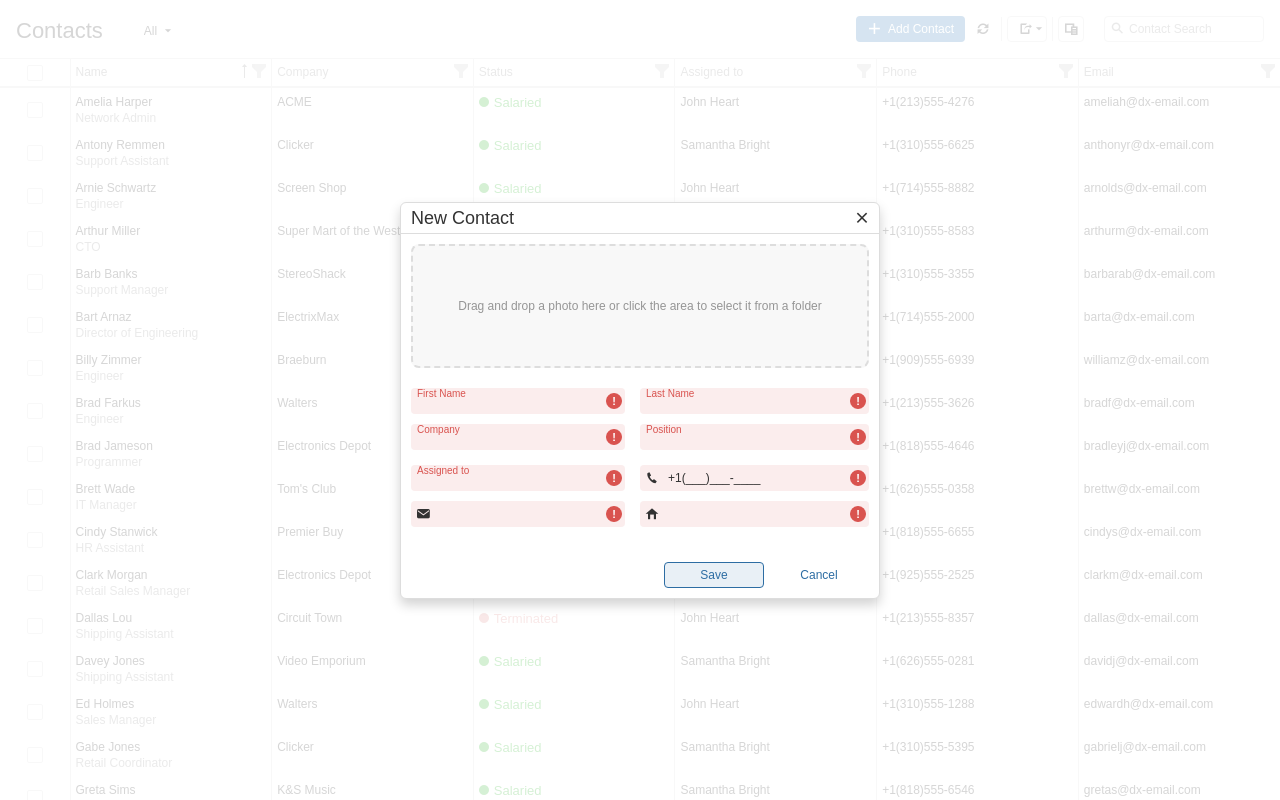 Contacts All Add Contact Contact Search
Name Company Status Assigned to Phone Email
Amelia Harper ACME Salaried John Heart +1(213)555-4276 ameliah@dx-email.com
Network Admin
Antony Remmen Clicker Salaried Samantha Bright +1(310)555-6625 anthonyr@dx-email.com
Support Assistant
Arnie Schwartz Screen Shop Salaried John Heart +1(714)555-8882 arnolds@dx-email.com
Engineer
Arthur Miller Super Mart of the West +1(310)555-8583 arthurm@dx-email.com
CTO
Barb Banks StereoShack +1(310)555-3355 barbarab@dx-email.com
Support Manager
Bart Arnaz ElectrixMax +1(714)555-2000 barta@dx-email.com
Director of Engineering
Billy Zimmer Braeburn +1(909)555-6939 williamz@dx-email.com
Engineer
Brad Farkus Walters +1(213)555-3626 bradf@dx-email.com
Engineer
Brad Jameson Electronics Depot +1(818)555-4646 bradleyj@dx-email.com
Programmer
Brett Wade Tom's Club +1(626)555-0358 brettw@dx-email.com
IT Manager
Cindy Stanwick Premier Buy +1(818)555-6655 cindys@dx-email.com
HR Assistant
Clark Morgan Electronics Depot +1(925)555-2525 clarkm@dx-email.com
Retail Sales Manager
Dallas Lou Circuit Town Terminated John Heart +1(213)555-8357 dallas@dx-email.com
Shipping Assistant
Davey Jones Video Emporium Salaried Samantha Bright +1(626)555-0281 davidj@dx-email.com
Shipping Assistant
Ed Holmes Walters Salaried John Heart +1(310)555-1288 edwardh@dx-email.com
Sales Manager
Gabe Jones Clicker Salaried Samantha Bright +1(310)555-5395 gabrielj@dx-email.com
Retail Coordinator
Greta Sims K&S Music Salaried Samantha Bright +1(818)555-6546 gretas@dx-email.com
New Contact
Drag and drop a photo here or click the area to select it from a folder
First Name Last Name
Company Position
Assigned to +1(___)___-____
Save Cancel